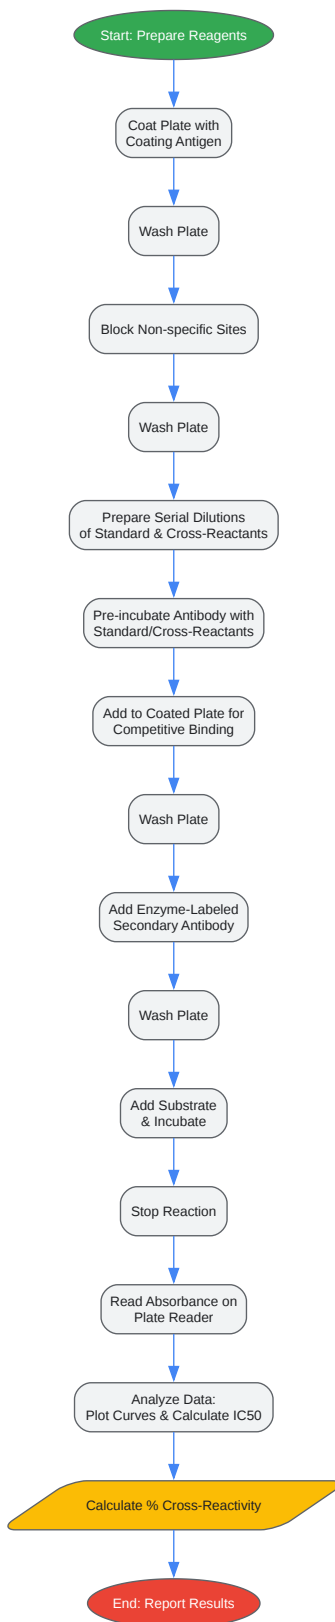 Start: Prepare Reagents
Coat Plate with
Coating Antigen
Wash Plate
Block Non-specific Sites
Wash Plate
Prepare Serial Dilutions
of Standard & Cross-Reactants
Pre-incubate Antibody with
Standard/Cross-Reactants
Add to Coated Plate for
Competitive Binding
Wash Plate
Add Enzyme-Labeled
Secondary Antibody
Wash Plate
Add Substrate
& Incubate
Stop Reaction
Read Absorbance on
Plate Reader
Analyze Data:
Plot Curves & Calculate IC50
Calculate % Cross-Reactivity
End: Report Results